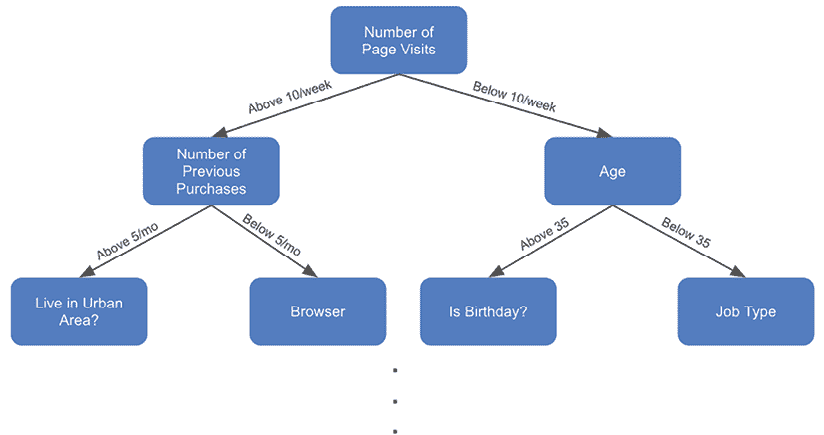 Number of
Page Visits
Above 10/week
Below 10/week
Number of
Previous
Purchases
Age
Above 5/mo
Below 5/mo
Above 35
Below 35
Live in Urban
Area?
Browser
Is Birthday?
Job Type